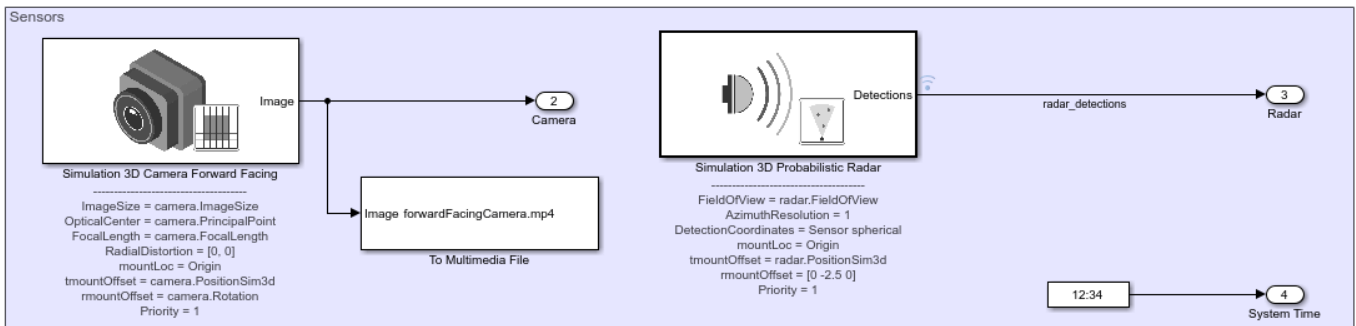 Sensors
Image
2
Camera
Simulation 3D Camera Forward Facing
----------------------------------------
ImageSize = camera.ImageSize
OpticalCenter = camera.PrincipalPoint
FocalLength = camera.FocalLength
RadialDistortion = [0, 0]
mountLoc = Origin
tmountOffset = camera.PositionSim3d
rmountOffset = camera.Rotation
Priority = 1
Image forwardFacingCamera.mp4
To Multimedia File
Detections
radar_detections
3
Radar
Simulation 3D Probabilistic Radar
----------------------------------------
FieldOfView = radar.FieldOfView
AzimuthResolution = 1
DetectionCoordinates = Sensor spherical
mountLoc = Origin
tmountOffset = radar.PositionSim3d
rmountOffset = [0 -2.5 0]
Priority = 1
12:34
4
System Time